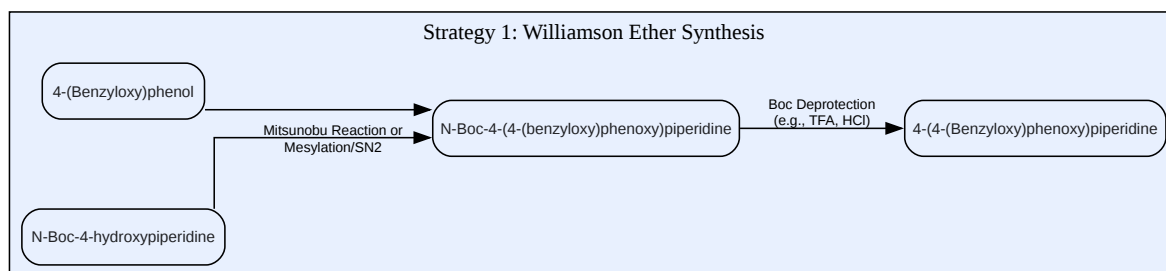 Strategy 1: Williamson Ether Synthesis
4-(Benzyloxy)phenol
Mitsunobu Reaction or
Mesylation/SN2
N-Boc-4-hydroxypiperidine
N-Boc-4-(4-(benzyloxy)phenoxy)piperidine
Boc Deprotection
(e.g., TFA, HCl)
4-(4-(Benzyloxy)phenoxy)piperidine